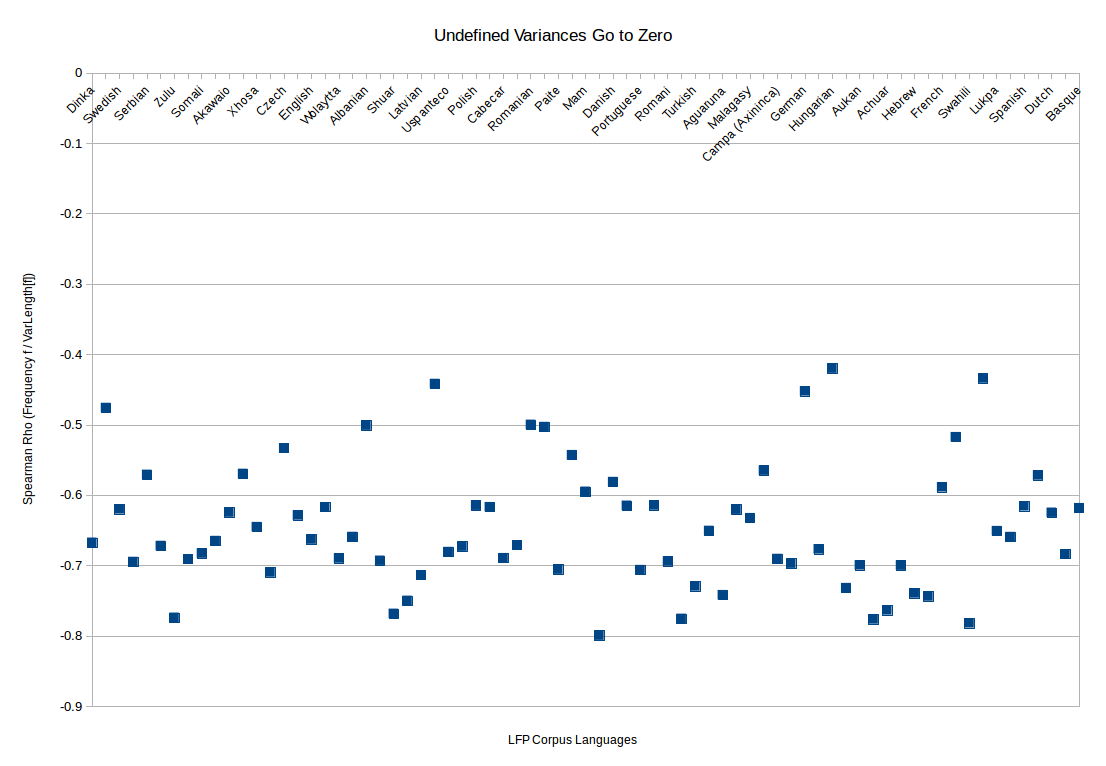 Undefined Variances Go to Zero
0
-0.1
-0.2
-0.3
-0.4
-0.5
-0.6
-0.7
-0.8
-0.9
Spearman Rho (Frequency f / VarLength[f])
Dinka
Swedish
Serbian
Zulu
Somali
Akawaio
Xhosa
Czech
English
Wolaytta
Albanian
Shuar
Latvian
Uspanteco
Polish
Cabecar
Romanian
Paite
Mam
Danish
Portuguese
Romani
Turkish
Aguaruna
Malagasy
Campa (Axininca)
German
Hungarian
Aukan
Achuar
Hebrew
French
Swahili
Lukpa
Spanish
Dutch
Basque
LFP Corpus Languages